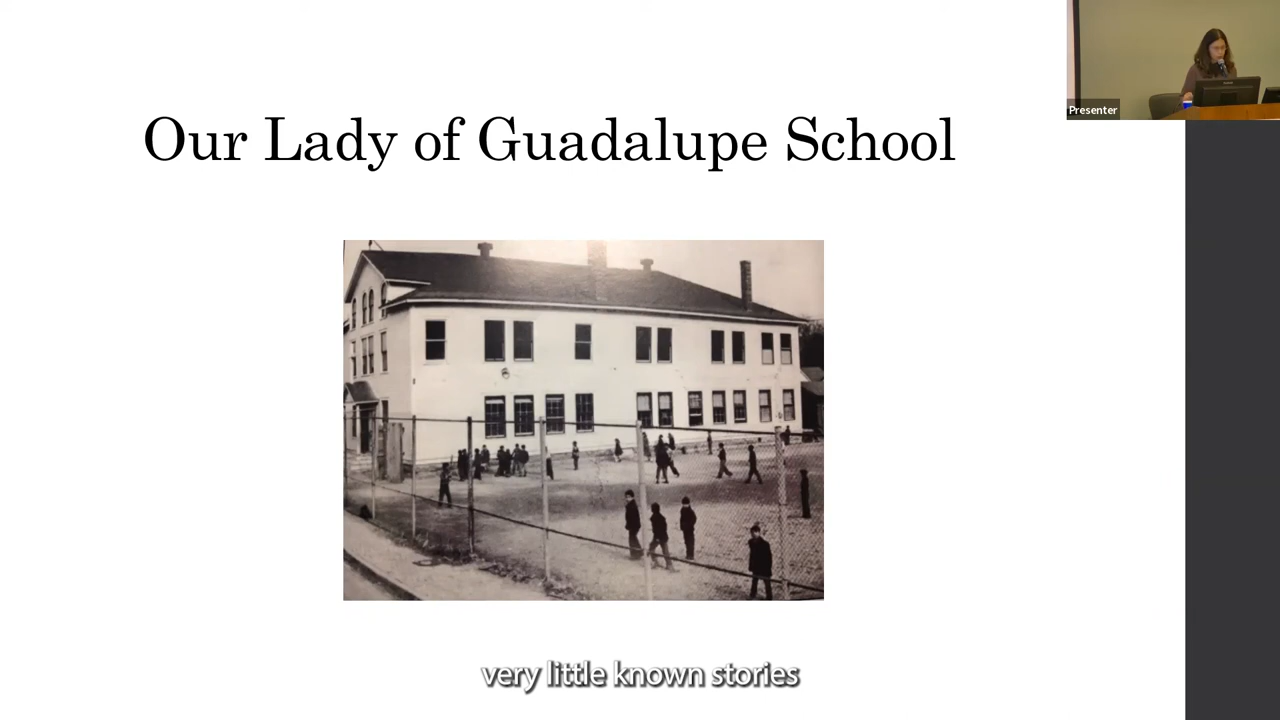 Our Lady of Guadalupe School
Presenter
very little known stories